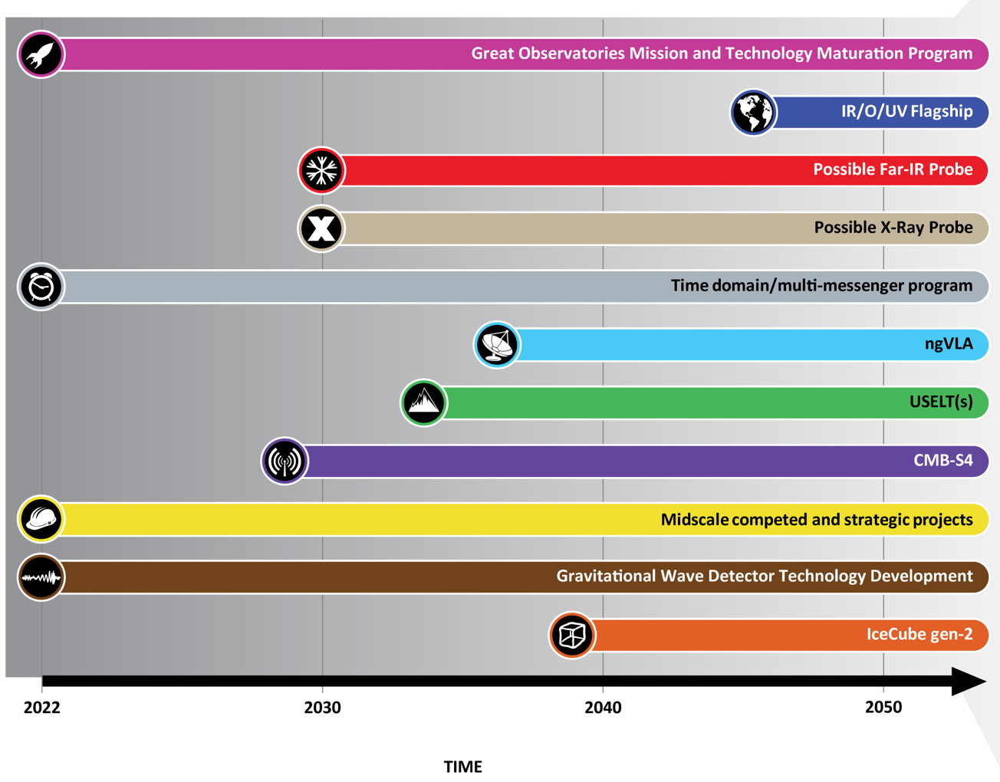 Great Observatories Mission and Technology Maturation Program
IR/O/UV Flagship
Possible Far-IR Probe
X
Possible X-Ray Probe
Time domain/multi-messenger program
ngVLA
USELT(s)
CMB-S4
Midscale competed and strategic projects
Gravitational Wave Detector Technology Development
IceCube gen-2
2022
2030
2040
2050
TIME